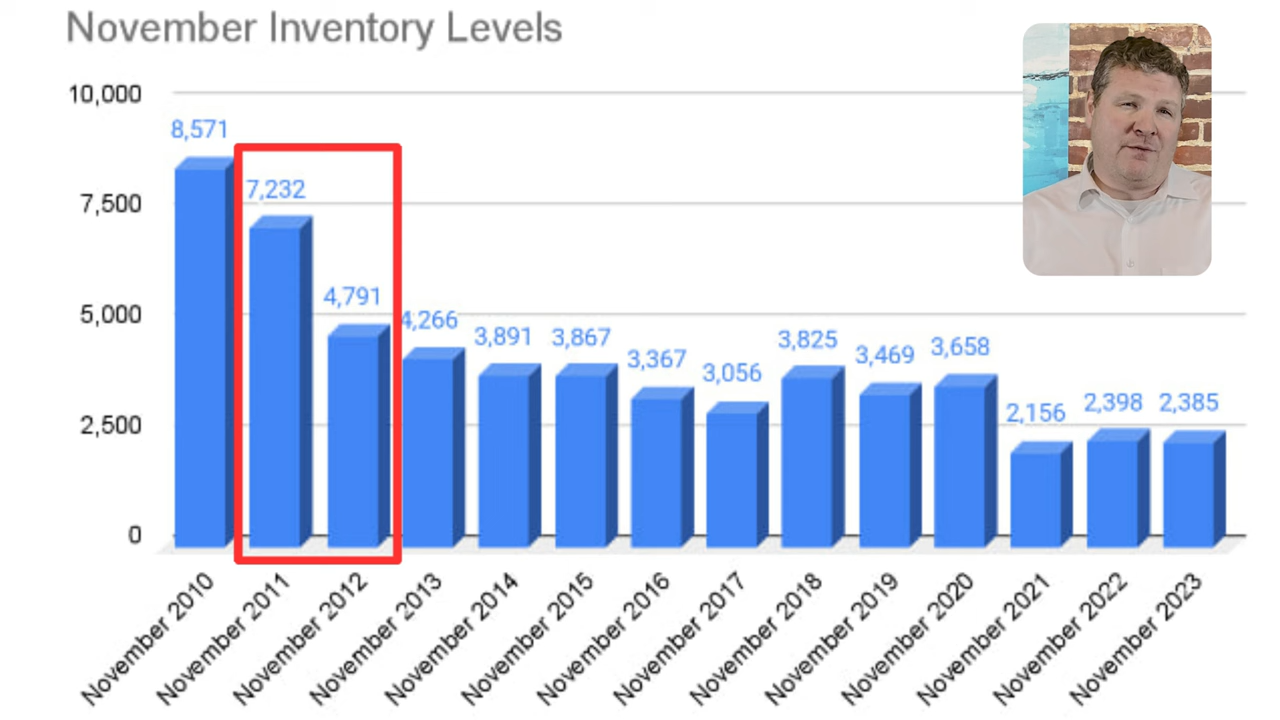 November Inventory Levels
10,000
7,500
5,000
2,500
0
8,571
7,232
4,791
4,266
3,891
3,867
3,367
3,056
3,825
3,469
3,658
2,156
2,398
2,385
November 2010
November 2011
November 2012
November 2013
November 2014
November 2015
November 2016
November 2017
November 2018
November 2019
November 2020
November 2021
November 2022
November 2023